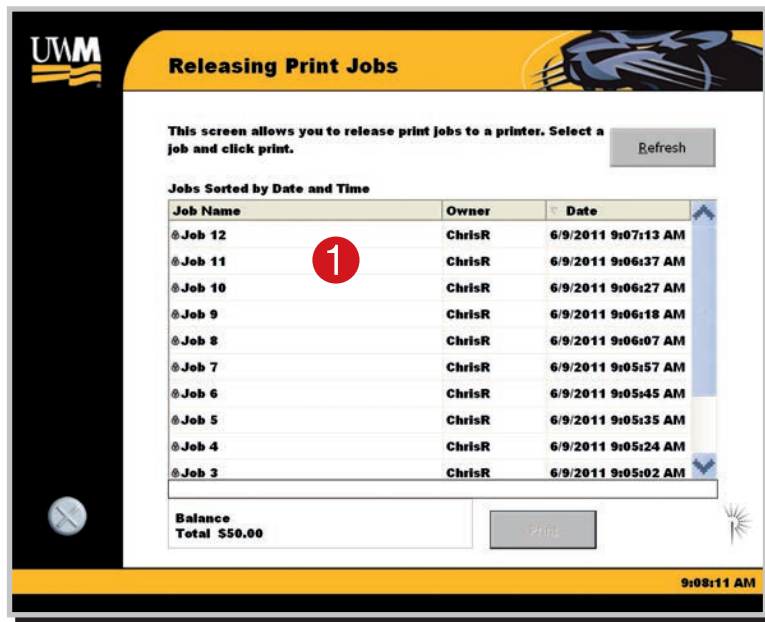 UWM
Releasing Print Jobs
This screen allows you to release print jobs to a printer. Select a
job and click print.
Refresh
Jobs Sorted by Date and Time
Job Name Owner Date
Job 12 ChrisR 6/9/2011 9:07:13 AM
1
Job 11 ChrisR 6/9/2011 9:06:37 AM
Job 10 ChrisR 6/9/2011 9:06:27 AM
Job 9 ChrisR 6/9/2011 9:06:18 AM
Job 8 ChrisR 6/9/2011 9:06:07 AM
Job 7 ChrisR 6/9/2011 9:05:57 AM
Job 6 ChrisR 6/9/2011 9:05:45 AM
Job 5 ChrisR 6/9/2011 9:05:35 AM
Job 4 ChrisR 6/9/2011 9:05:24 AM
Job 3 ChrisR 6/9/2011 9:05:02 AM
Balance
Total $50.00
Print
9:08:11 AM